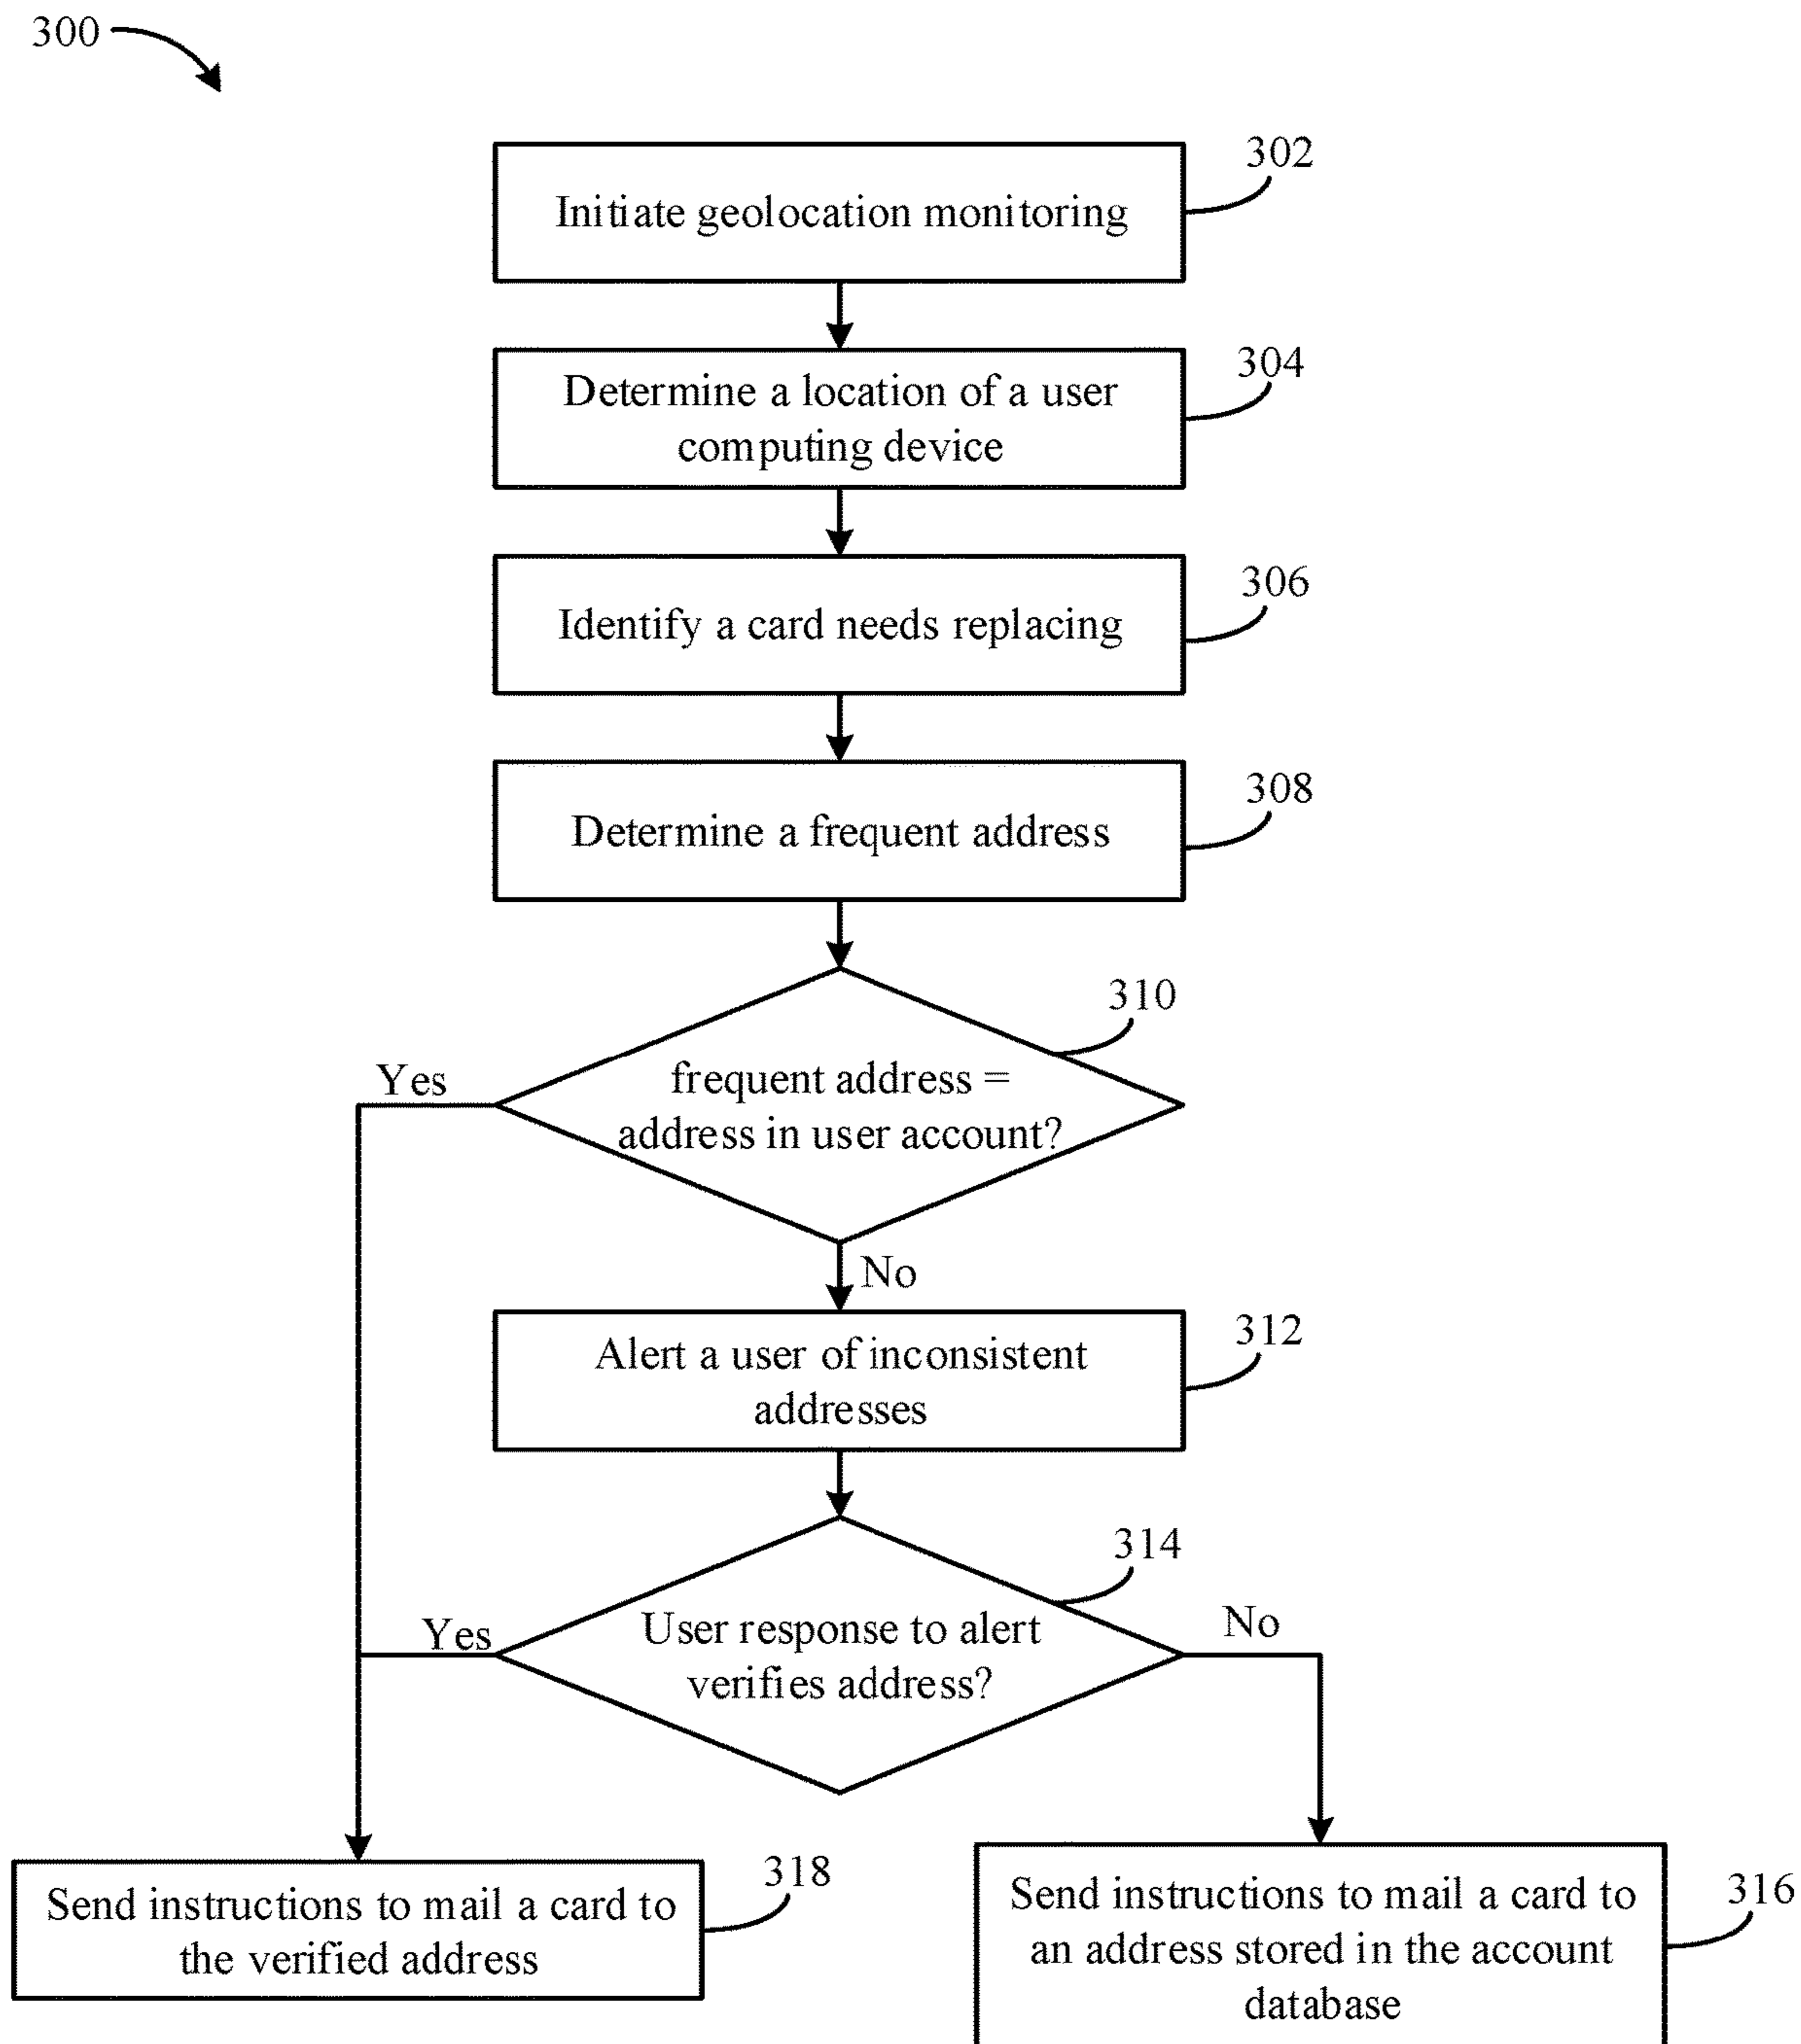 300
302
Initiate geolocation monitoring
304
Determine a location of a user
computing device
306
Identify a card needs replacing
308
Determine a frequent address
310
Yes
frequent address =
address in user account?
No
312
Alert a user of inconsistent
addresses
314
Yes
User response to alert
verifies address?
No
318
Send instructions to mail a card to
the verified address
316
Send instructions to mail a card to
an address stored in the account
database